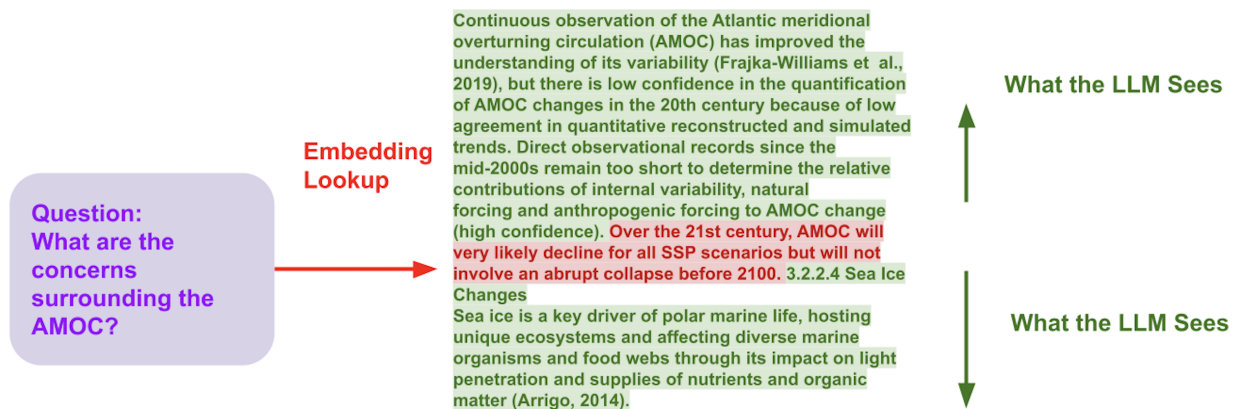 Question:
What are the
concerns
surrounding the
AMOC?
Embedding
Lookup
Continuous observation of the Atlantic meridional
overturning circulation (AMOC) has improved the
understanding of its variability (Frajka-Williams et  al.,
2019), but there is low confidence in the quantification
of AMOC changes in the 20th century because of low
agreement in quantitative reconstructed and simulated
trends. Direct observational records since the
mid-2000s remain too short to determine the relative
contributions of internal variability, natural
forcing and anthropogenic forcing to AMOC change
(high confidence). Over the 21st century, AMOC will
very likely decline for all SSP scenarios but will not
involve an abrupt collapse before 2100. 3.2.2.4 Sea Ice
Changes
Sea ice is a key driver of polar marine life, hosting
unique ecosystems and affecting diverse marine
organisms and food webs through its impact on light
penetration and supplies of nutrients and organic
matter (Arrigo, 2014).
What the LLM Sees
What the LLM Sees